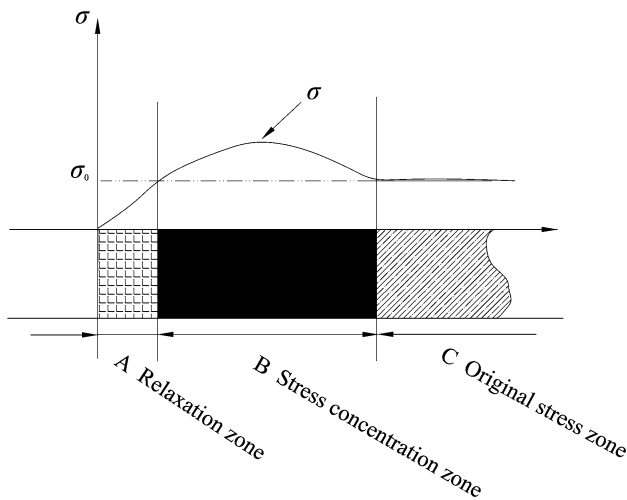 σ
σ
σ₀
A Relaxation zone
B Stress concentration zone
C Original stress zone